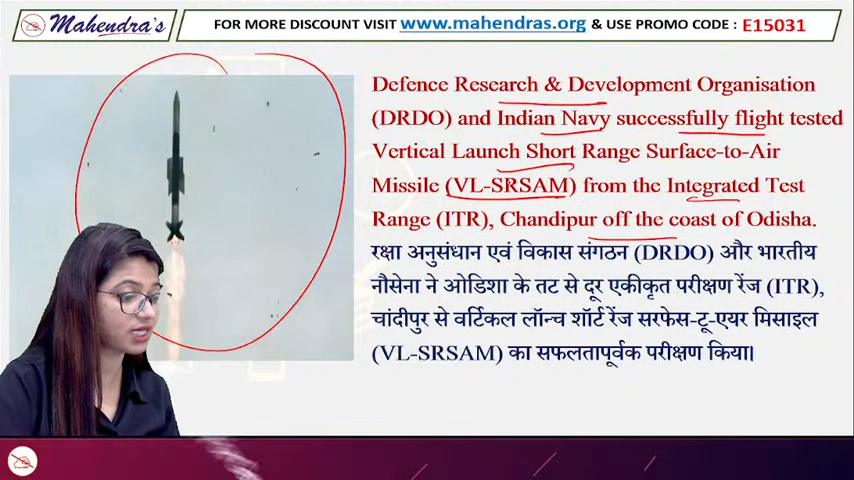 Mahendra's
FOR MORE DISCOUNT VISIT www.mahendras.org & USE PROMO CODE : E15031
Defence Research & Development Organisation
(DRDO) and Indian Navy successfully flight tested
Vertical Launch Short Range Surface-to-Air
Missile (VL-SRSAM) from the Integrated Test
Range (ITR), Chandipur off the coast of Odisha.
रक्षा अनुसंधान एवं विकास संगठन (DRDO) और भारतीय
नौसेना ने ओडिशा के तट से दूर एकीकृत परीक्षण रेंज (ITR),
चांदीपुर से वर्टिकल लॉन्च शॉर्ट रेंज सरफेस-टू-एयर मिसाइल
(VL-SRSAM) का सफलतापूर्वक परीक्षण किया।